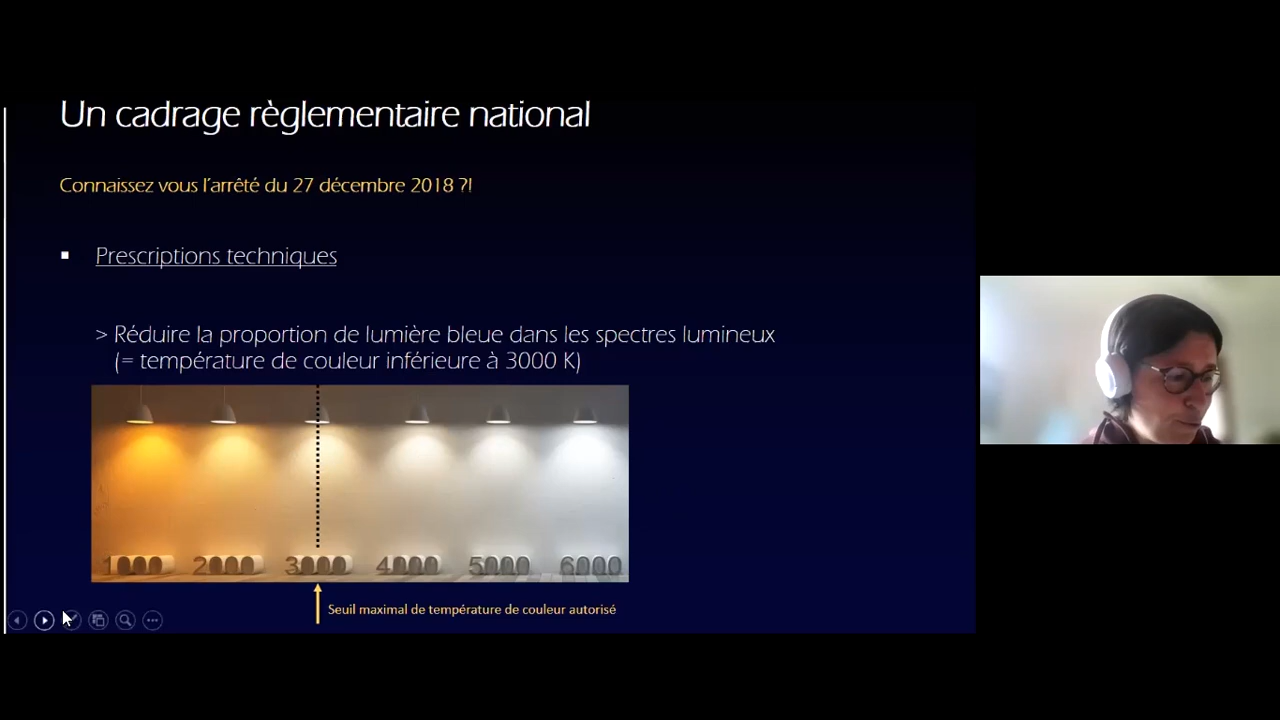 Un cadrage règlementaire national
Connaissez vous l'arrêté du 27 décembre 2018 ?!
▪ Prescriptions techniques
> Réduire la proportion de lumière bleue dans les spectres lumineux
(= température de couleur inférieure à 3000 K)
1000 2000 3000 4000 5000 6000
Seuil maximal de température de couleur autorisé